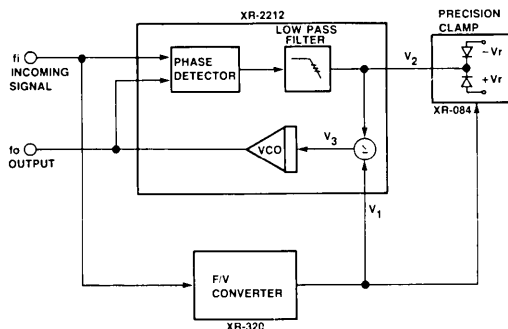 XR-2212
PRECISION
CLAMP
LOW PASS
FILTER
fi
INCOMING
SIGNAL
PHASE
DETECTOR
V2
−Vr
+Vr
XR-084
fo
OUTPUT
VCO
V3
Σ
V1
F/V
CONVERTER
XR-320